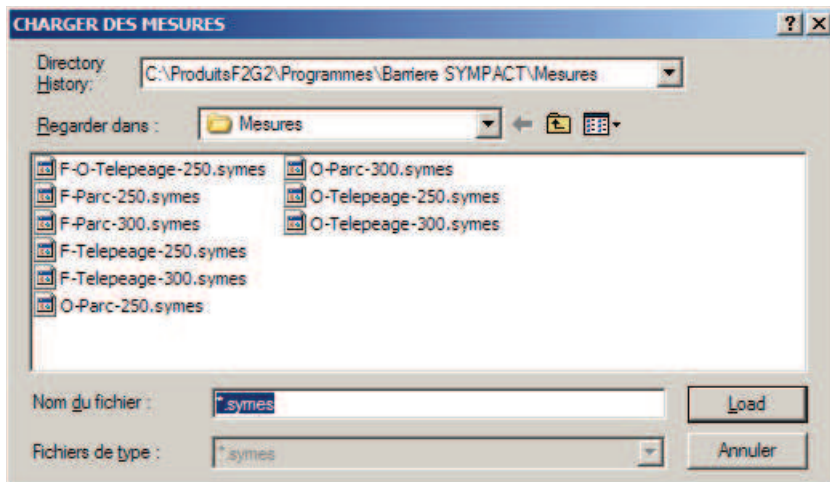 CHARGER DES MESURES
Directory History:
C:\ProduitsF2G2\Programmes\Barriere SYMPACT\Mesures
Regarder dans :
Mesures
F-O-Telepeage-250.symes
F-Parc-250.symes
F-Parc-300.symes
F-Telepeage-250.symes
F-Telepeage-300.symes
O-Parc-250.symes
O-Parc-300.symes
O-Telepeage-250.symes
O-Telepeage-300.symes
Nom du fichier :
*.symes
Load
Fichiers de type :
*.symes
Annuler